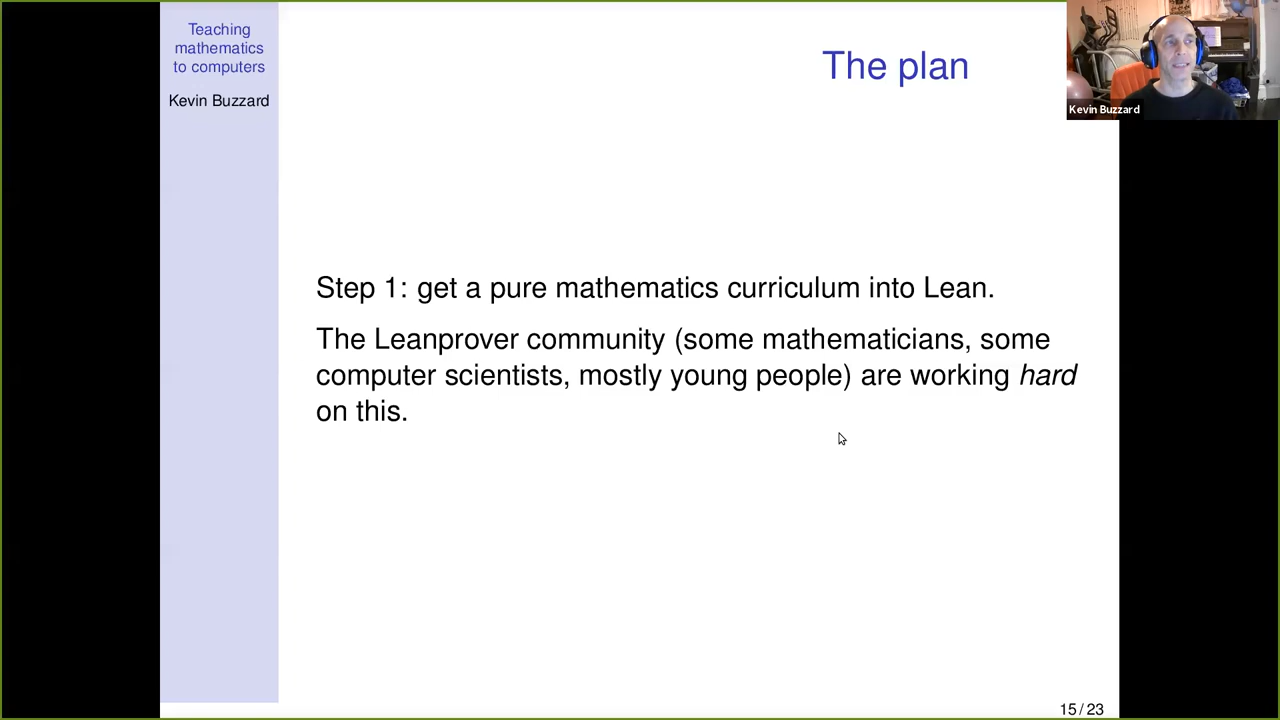 Teaching
mathematics
to computers
Kevin Buzzard
The plan
Kevin Buzzard
Step 1: get a pure mathematics curriculum into Lean.
The Leanprover community (some mathematicians, some
computer scientists, mostly young people) are working hard
on this.
15 / 23